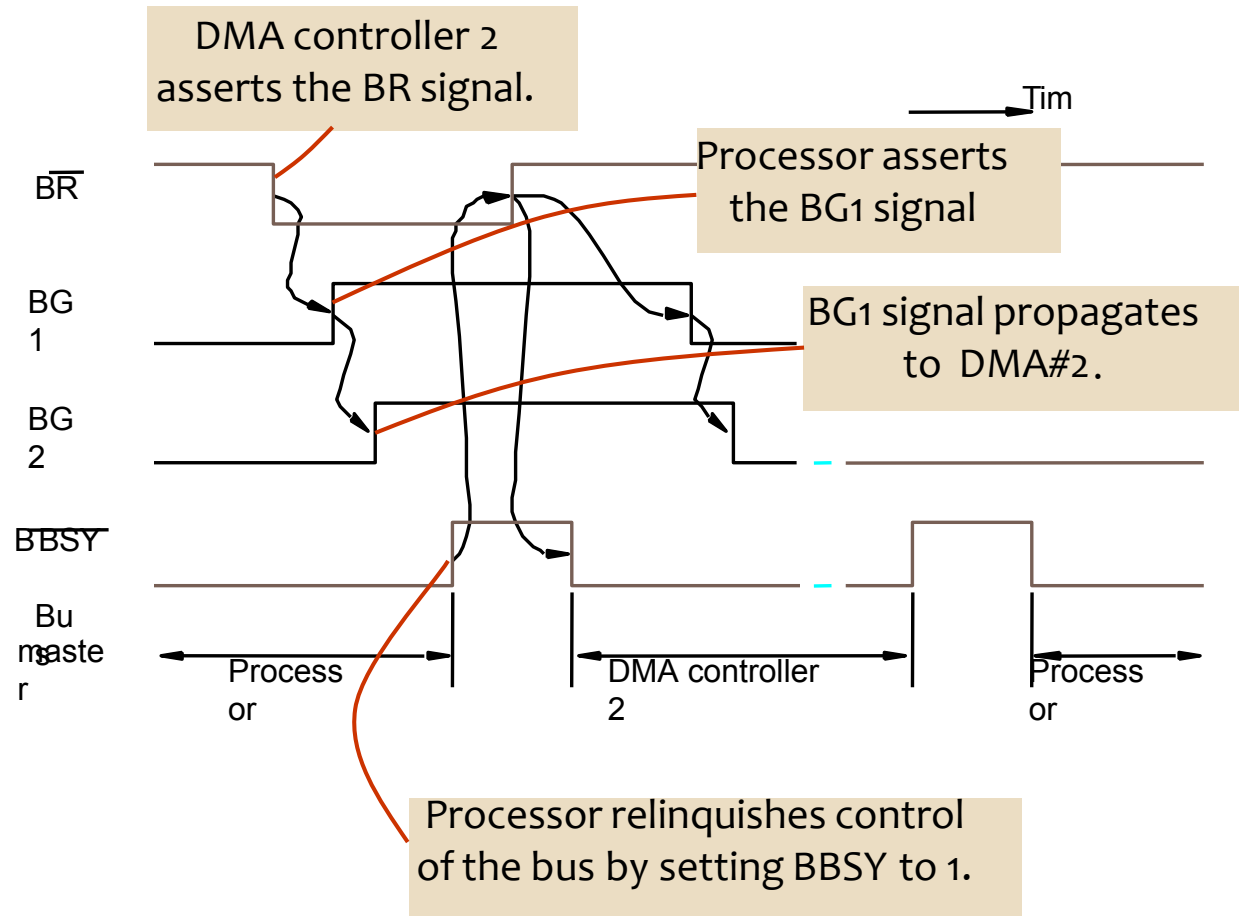 DMA controller 2
asserts the BR signal.
Tim
Processor asserts
the BG1 signal
BR
BG
1
BG1 signal propagates
to DMA#2.
BG
2
BBSY
Bu
s
maste
r
Process
or
DMA controller
2
Process
or
Processor relinquishes control
of the bus by setting BBSY to 1.